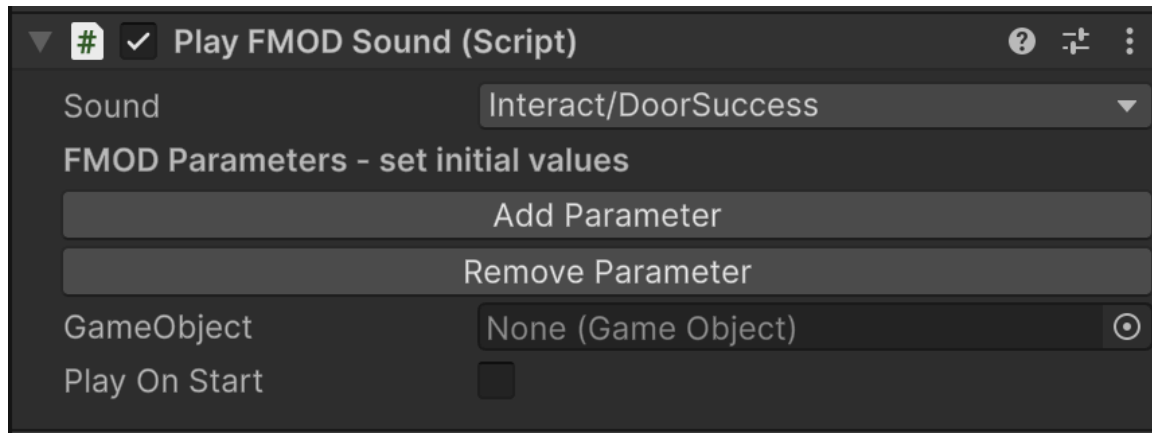 # Play FMOD Sound (Script)
Sound Interact/DoorSuccess
FMOD Parameters - set initial values
Add Parameter
Remove Parameter
GameObject None (Game Object)
Play On Start